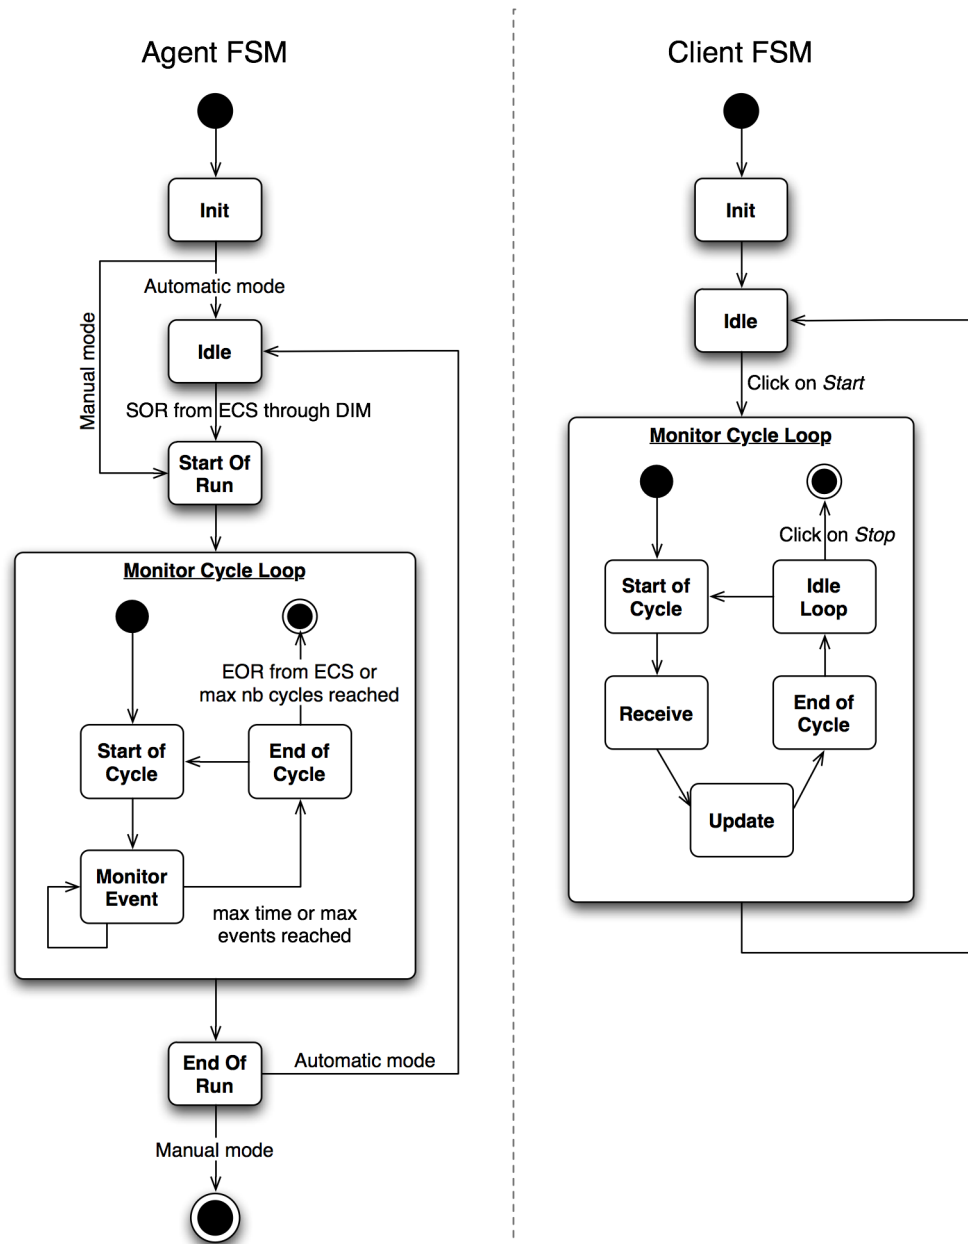 Agent FSM
Init
Automatic mode
Manual mode
Idle
SOR from ECS through DIM
Start Of
Run
Monitor Cycle Loop
EOR from ECS or
max nb cycles reached
Start of
Cycle
End of
Cycle
Monitor
Event
max time or max
events reached
End Of
Run
Automatic mode
Manual mode
Client FSM
Init
Idle
Click on Start
Monitor Cycle Loop
Click on Stop
Start of
Cycle
Idle
Loop
Receive
End of
Cycle
Update